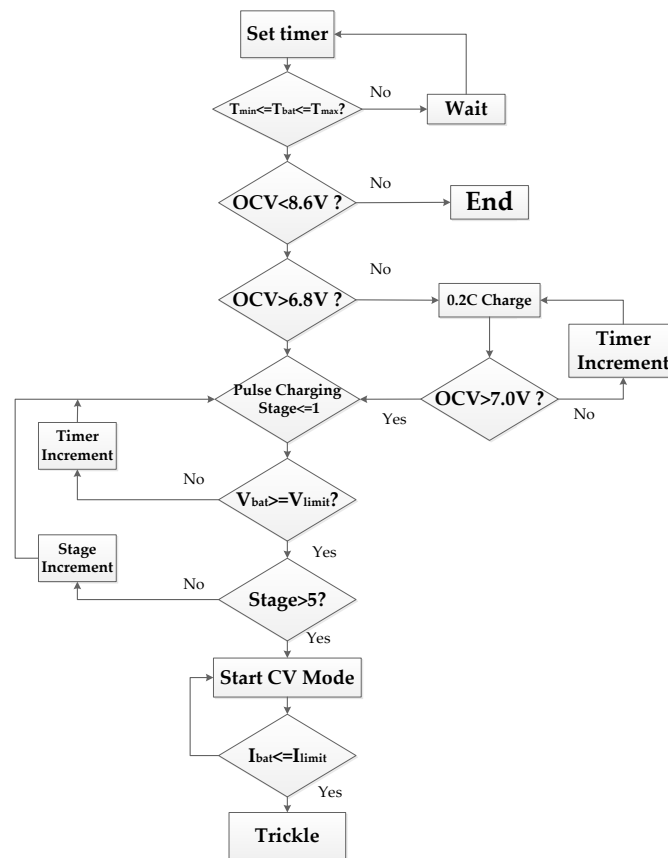 Set timer
No
Tmin<=Tbat<=Tmax?
Wait
No
OCV<8.6V ?
End
No
OCV>6.8V ?
0.2C Charge
Timer
Increment
Pulse Charging
Stage<=1
OCV>7.0V ?
Yes
No
Timer
Increment
No
Vbat>=Vlimit?
Yes
Stage
Increment
No
Stage>5?
Yes
Start CV Mode
Ibat<=Ilimit
Yes
Trickle